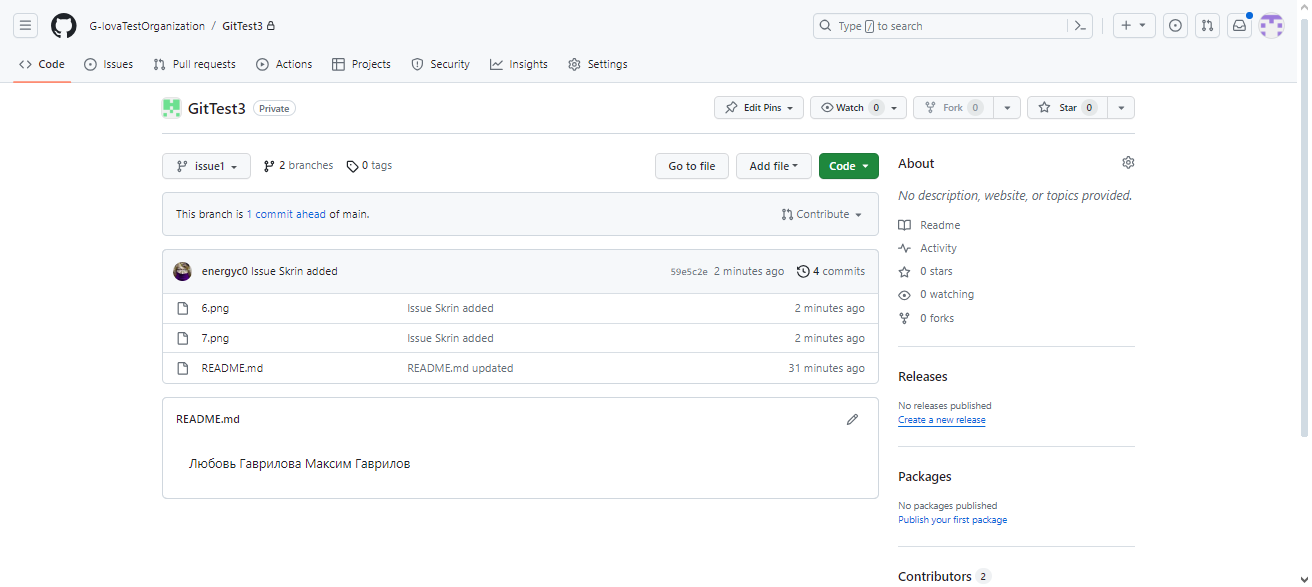 G-lovaTestOrganization / GitTest3
Type / to search
Code Issues Pull requests Actions Projects Security Insights Settings
GitTest3 Private
Edit Pins Watch 0 Fork 0 Star 0
issue1 2 branches 0 tags Go to file Add file Code
This branch is 1 commit ahead of main. Contribute
energyc0 Issue Skrin added 59e5c2e 2 minutes ago 4 commits
6.png Issue Skrin added 2 minutes ago
7.png Issue Skrin added 2 minutes ago
README.md README.md updated 31 minutes ago
README.md
Любовь Гаврилова Максим Гаврилов
About
No description, website, or topics provided.
Readme
Activity
0 stars
0 watching
0 forks
Releases
No releases published
Create a new release
Packages
No packages published
Publish your first package
Contributors 2